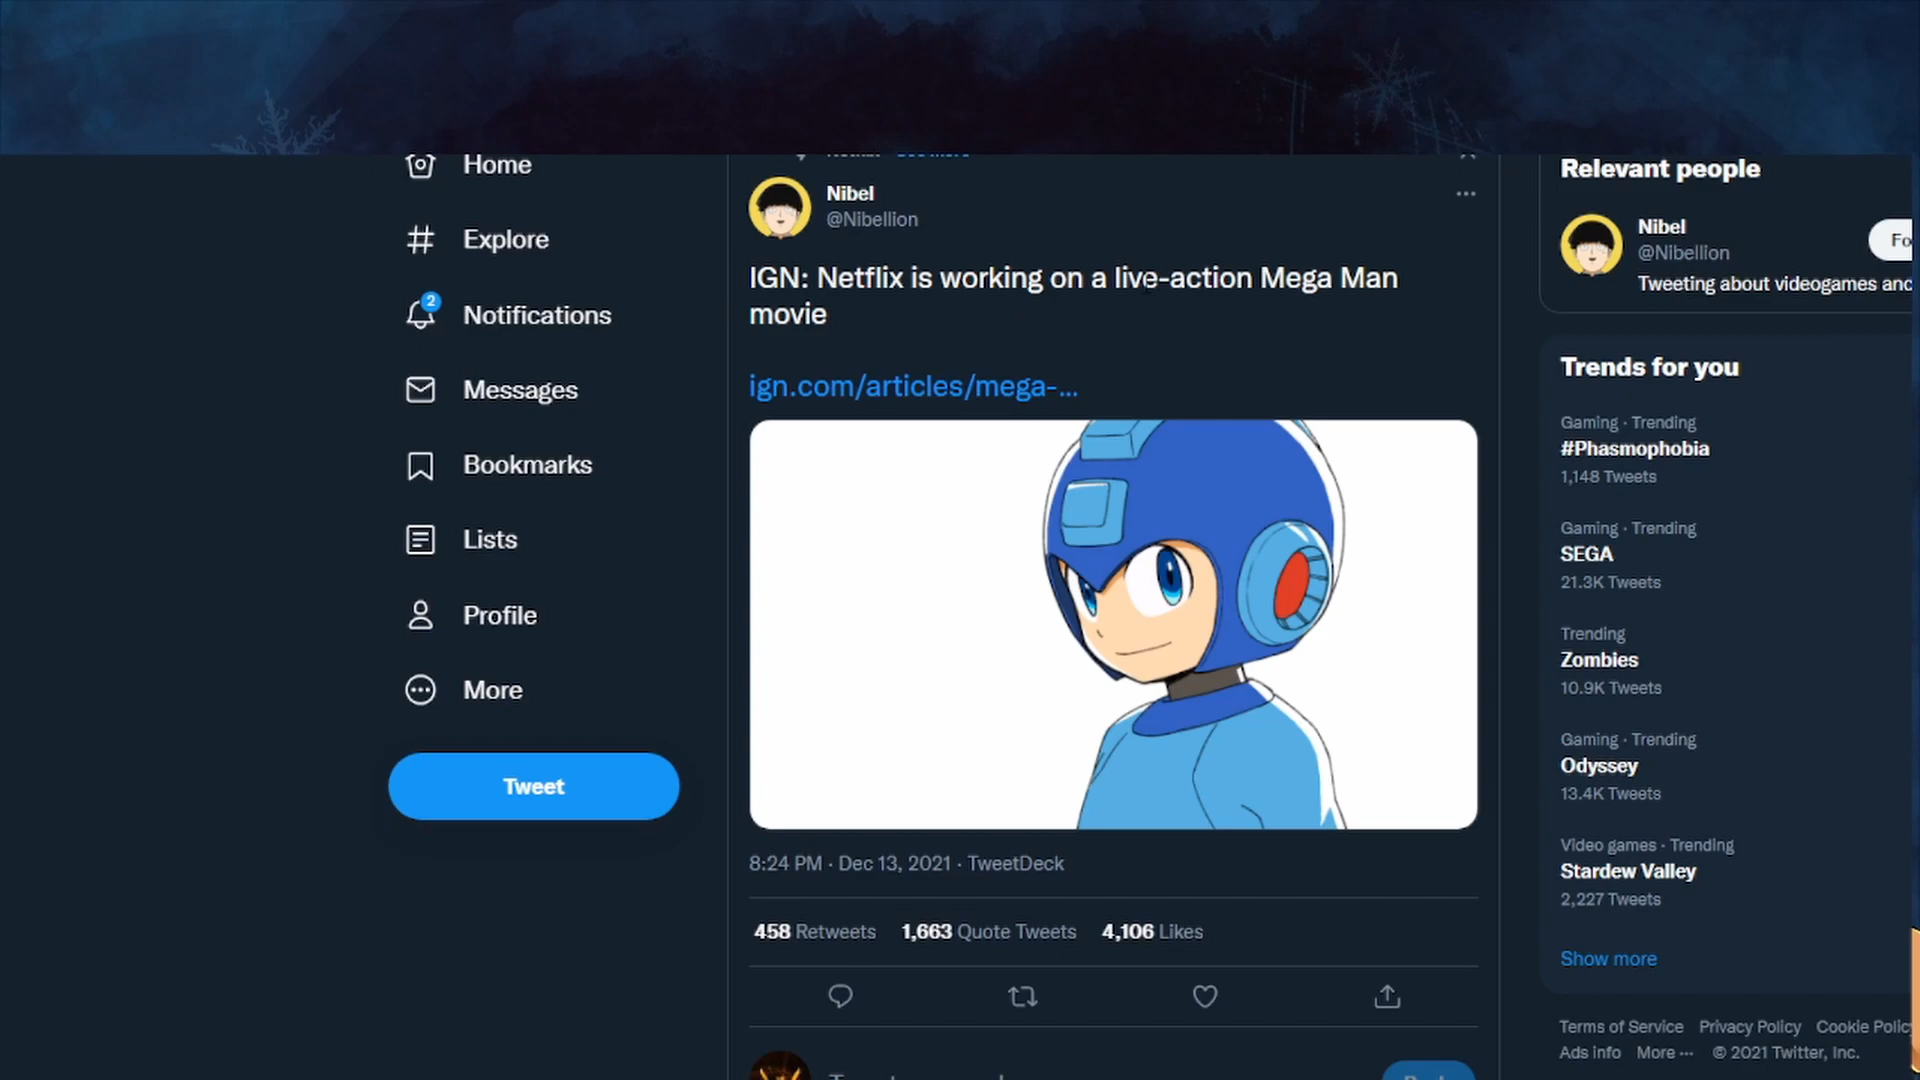 Home
Explore
2
Notifications
Messages
Bookmarks
Lists
Profile
More
Tweet
Nibel
@Nibellion
IGN: Netflix is working on a live-action Mega Man
movie
ign.com/articles/mega-...
8:24 PM · Dec 13, 2021 · TweetDeck
458 Retweets 1,663 Quote Tweets 4,106 Likes
Relevant people
Nibel
@Nibellion
Fo
Tweeting about videogames and
Trends for you
Gaming · Trending
#Phasmophobia
1,148 Tweets
Gaming · Trending
SEGA
21.3K Tweets
Trending
Zombies
10.9K Tweets
Gaming · Trending
Odyssey
13.4K Tweets
Video games · Trending
Stardew Valley
2,227 Tweets
Show more
Terms of Service Privacy Policy Cookie Policy
Ads info More ··· © 2021 Twitter, Inc.